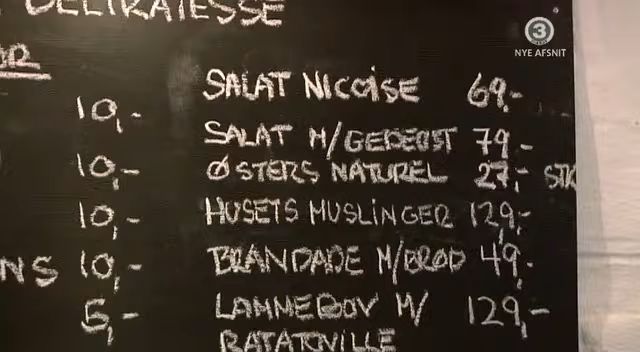 DELIKATESSE
3
NYE AFSNIT
SALAT NICOISE 69,-
10,-
SALAT M/GEDEOST 79,-
10,- ØSTERS NATUREL 27,- STK
10,- HUSETS MUSLINGER 129,-
NS 10,- BRANDADE M/BRØD 49,-
5,- LAMMEBOV M/ 129,-
RATATOUILLE